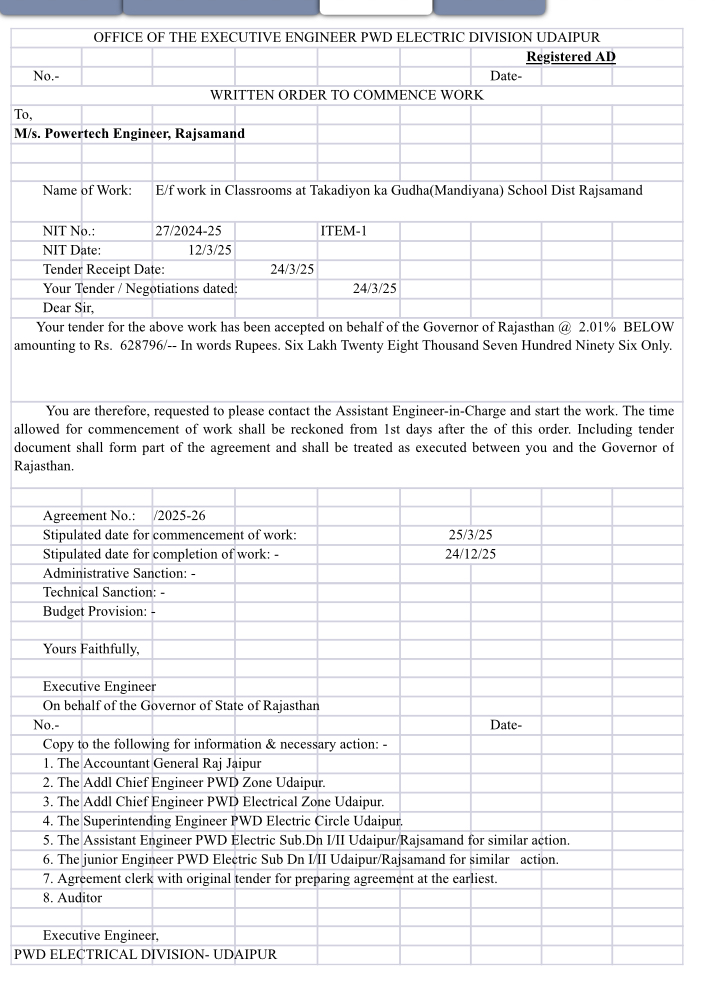 OFFICE OF THE EXECUTIVE ENGINEER PWD ELECTRIC DIVISION UDAIPUR
Registered AD
No.- Date-
WRITTEN ORDER TO COMMENCE WORK
To,
M/s. Powertech Engineer, Rajsamand
Name of Work: E/f work in Classrooms at Takadiyon ka Gudha(Mandiyana) School Dist Rajsamand
NIT No.: 27/2024-25 ITEM-1
NIT Date: 12/3/25
Tender Receipt Date: 24/3/25
Your Tender / Negotiations dated: 24/3/25
Dear Sir,
Your tender for the above work has been accepted on behalf of the Governor of Rajasthan @ 2.01% BELOW
amounting to Rs. 628796/-- In words Rupees. Six Lakh Twenty Eight Thousand Seven Hundred Ninety Six Only.
You are therefore, requested to please contact the Assistant Engineer-in-Charge and start the work. The time
allowed for commencement of work shall be reckoned from 1st days after the of this order. Including tender
document shall form part of the agreement and shall be treated as executed between you and the Governor of
Rajasthan.
Agreement No.: /2025-26
Stipulated date for commencement of work: 25/3/25
Stipulated date for completion of work: - 24/12/25
Administrative Sanction: -
Technical Sanction: -
Budget Provision: -
Yours Faithfully,
Executive Engineer
On behalf of the Governor of State of Rajasthan
No.- Date-
Copy to the following for information & necessary action: -
1. The Accountant General Raj Jaipur
2. The Addl Chief Engineer PWD Zone Udaipur.
3. The Addl Chief Engineer PWD Electrical Zone Udaipur.
4. The Superintending Engineer PWD Electric Circle Udaipur.
5. The Assistant Engineer PWD Electric Sub.Dn I/II Udaipur/Rajsamand for similar action.
6. The junior Engineer PWD Electric Sub Dn I/II Udaipur/Rajsamand for similar action.
7. Agreement clerk with original tender for preparing agreement at the earliest.
8. Auditor
Executive Engineer,
PWD ELECTRICAL DIVISION- UDAIPUR